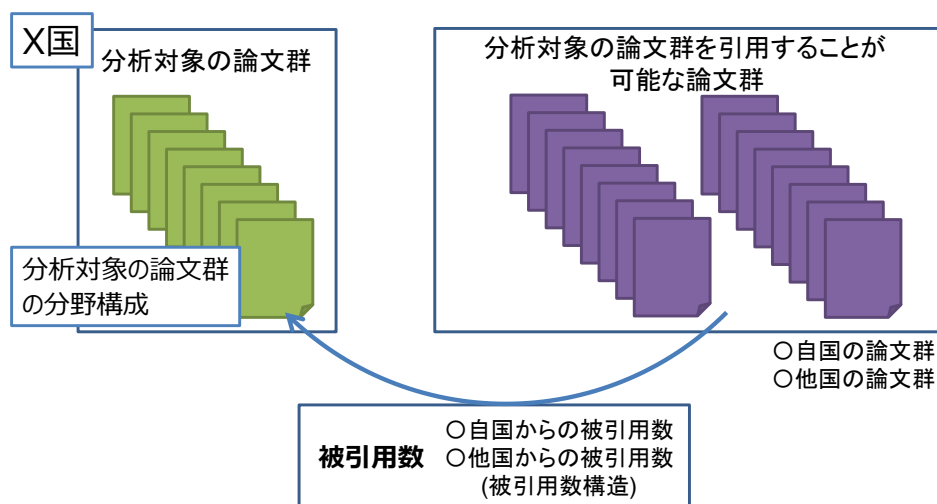 X国
分析対象の論文群
分析対象の論文群を引用することが
可能な論文群
分析対象の論文群
の分野構成
〇自国の論文群
〇他国の論文群
被引用数
〇自国からの被引用数
〇他国からの被引用数
(被引用数構造)